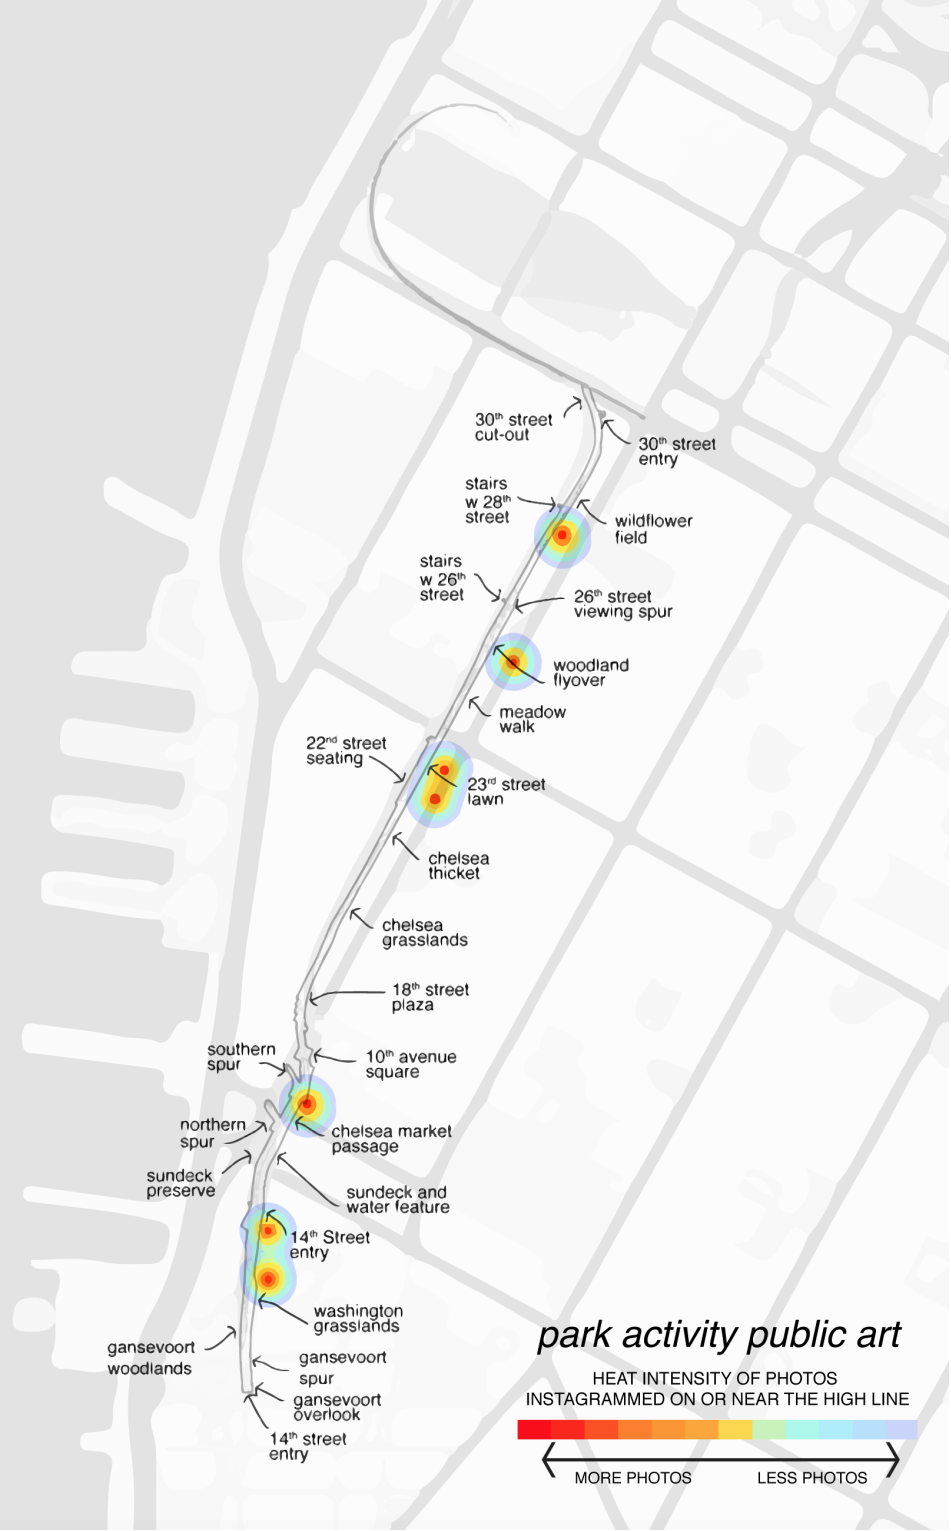 30th street
cut-out
30th street
entry
stairs
w 28th
street
wildflower
field
stairs
w 26th
street
26th street
viewing spur
woodland
flyover
meadow
walk
22nd street
seating
23rd street
lawn
chelsea
thicket
chelsea
grasslands
18th street
plaza
southern
spur
10th avenue
square
northern
spur
chelsea market
passage
sundeck
preserve
sundeck and
water feature
14th Street
entry
washington
grasslands
gansevoort
woodlands
gansevoort
spur
gansevoort
overlook
14th street
entry
park activity public art
HEAT INTENSITY OF PHOTOS
INSTAGRAMMED ON OR NEAR THE HIGH LINE
MORE PHOTOS
LESS PHOTOS